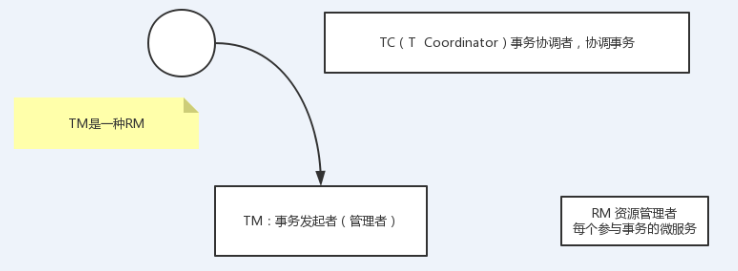 TC ( T  Coordinator ) 事务协调者，协调事务
TM是一种RM
TM：事务发起者 ( 管理者 )
RM 资源管理者
每个参与事务的微服务